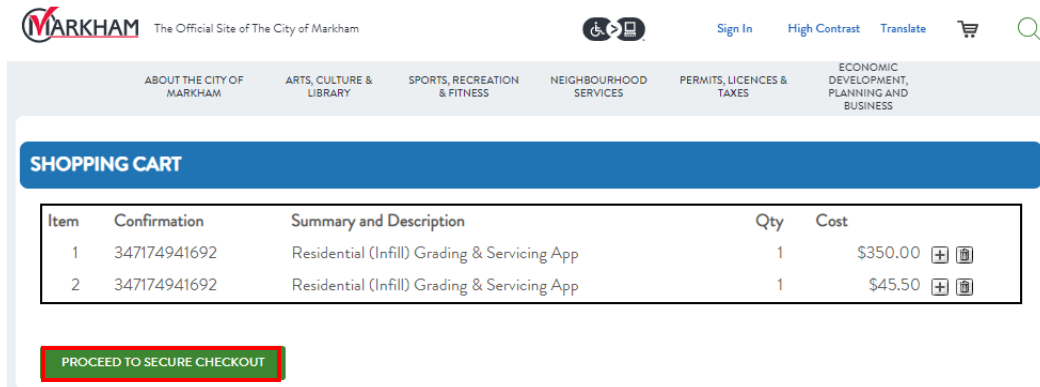 MARKHAM The Official Site of The City of Markham Sign In High Contrast Translate
ABOUT THE CITY OF MARKHAM
ARTS, CULTURE & LIBRARY
SPORTS, RECREATION & FITNESS
NEIGHBOURHOOD SERVICES
PERMITS, LICENCES & TAXES
ECONOMIC DEVELOPMENT, PLANNING AND BUSINESS
SHOPPING CART
Item Confirmation Summary and Description Qty Cost
1 347174941692 Residential (Infill) Grading & Servicing App 1 $350.00
2 347174941692 Residential (Infill) Grading & Servicing App 1 $45.50
PROCEED TO SECURE CHECKOUT